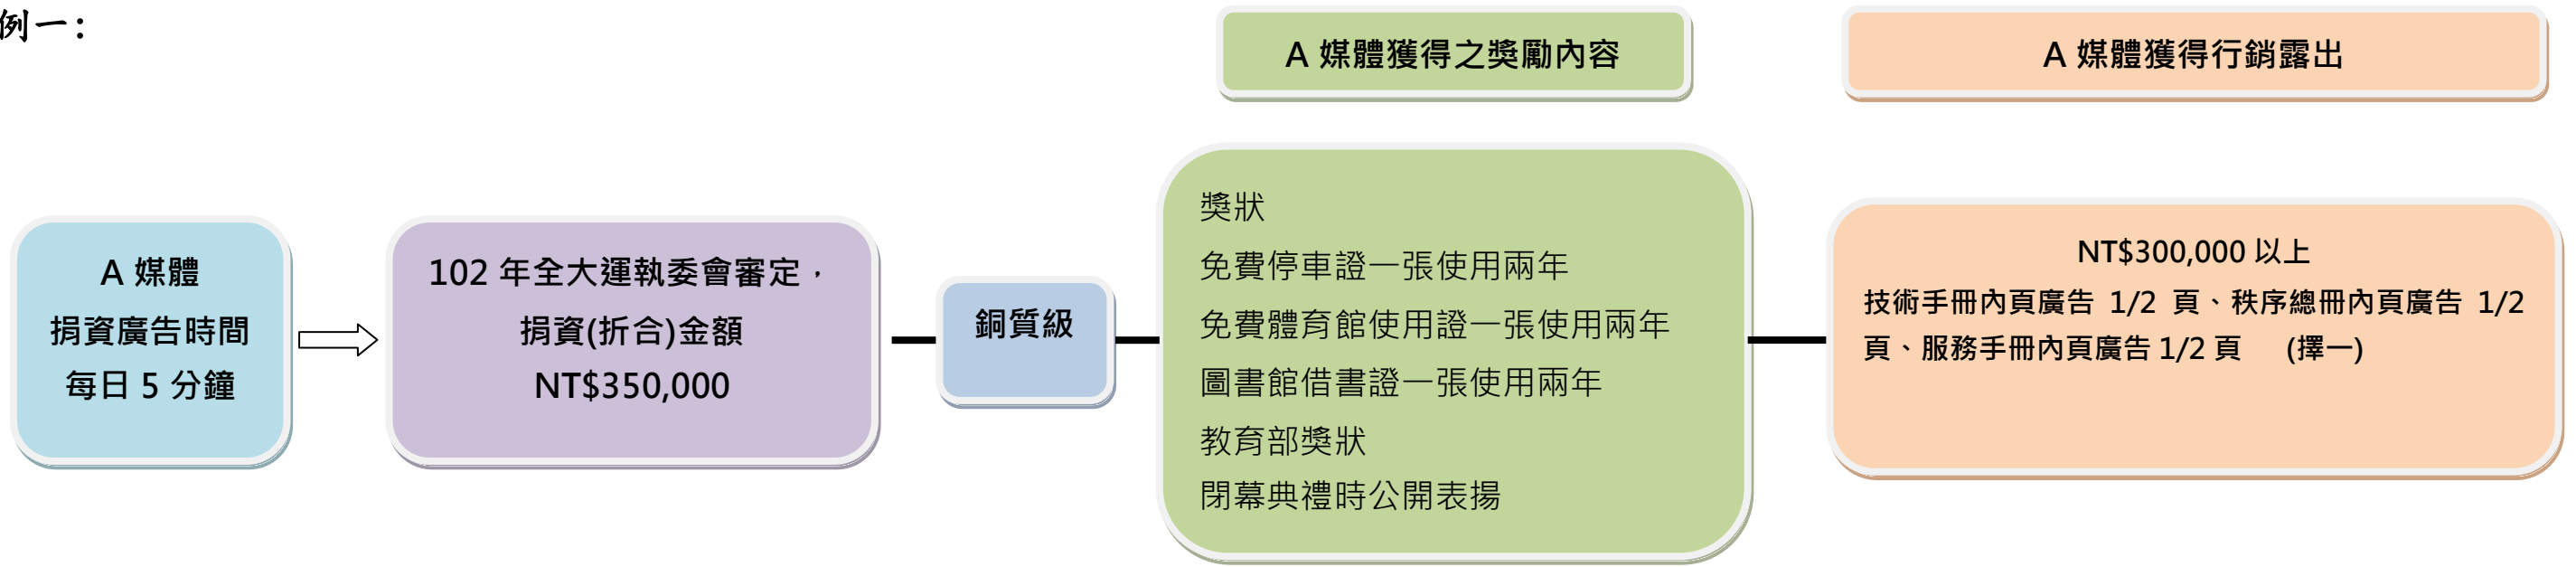 例一:
A 媒體獲得之獎勵內容
A 媒體獲得行銷露出
A 媒體
捐資廣告時間
每日 5 分鐘
102 年全大運執委會審定，
捐資(折合)金額
NT$350,000
銅質級
獎狀
免費停車證一張使用兩年
免費體育館使用證一張使用兩年
圖書館借書證一張使用兩年
教育部獎狀
閉幕典禮時公開表揚
NT$300,000 以上
技術手冊內頁廣告 1/2 頁、秩序總冊內頁廣告 1/2
頁、服務手冊內頁廣告 1/2 頁 (擇一)